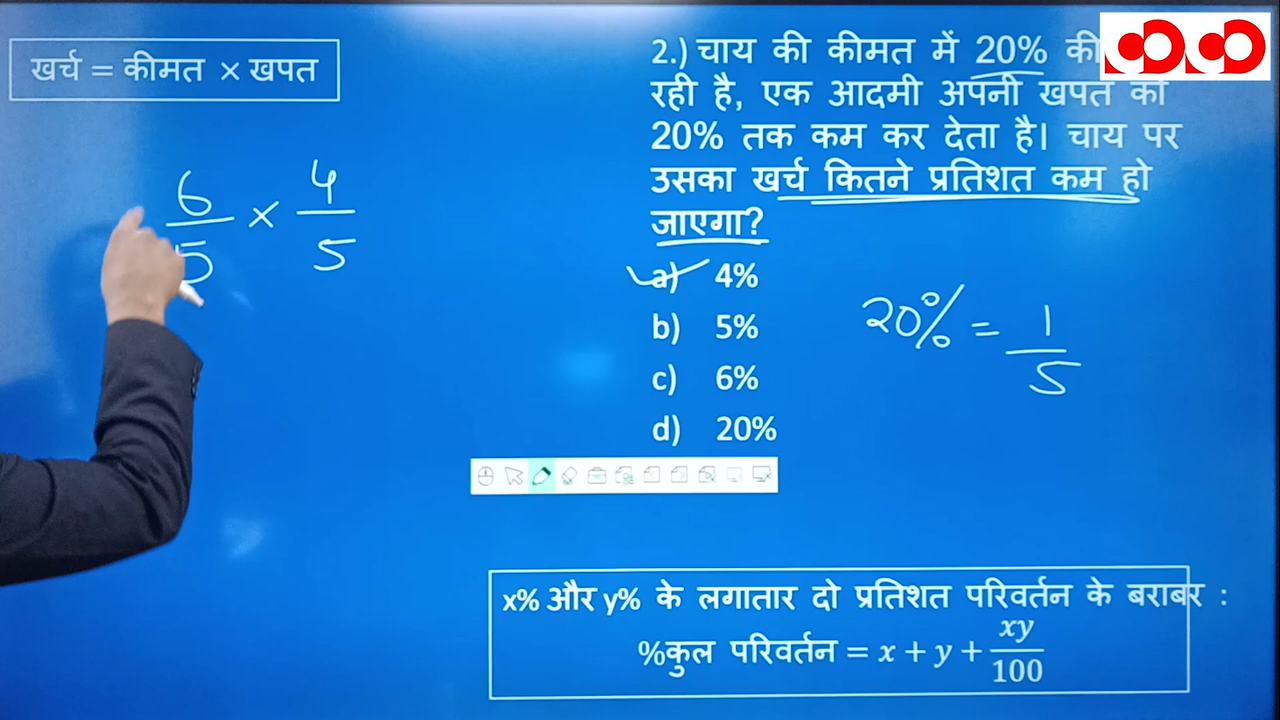 खर्च = कीमत × खपत
6/5 × 4/5
2.) चाय की कीमत में 20% की
रही है, एक आदमी अपनी खपत को
20% तक कम कर देता है। चाय पर
उसका खर्च कितने प्रतिशत कम हो
जाएगा?
a) 4%
b) 5%
c) 6%
d) 20%
20% = 1/5
x% और y% के लगातार दो प्रतिशत परिवर्तन के बराबर :
%कुल परिवर्तन = x + y + xy/100